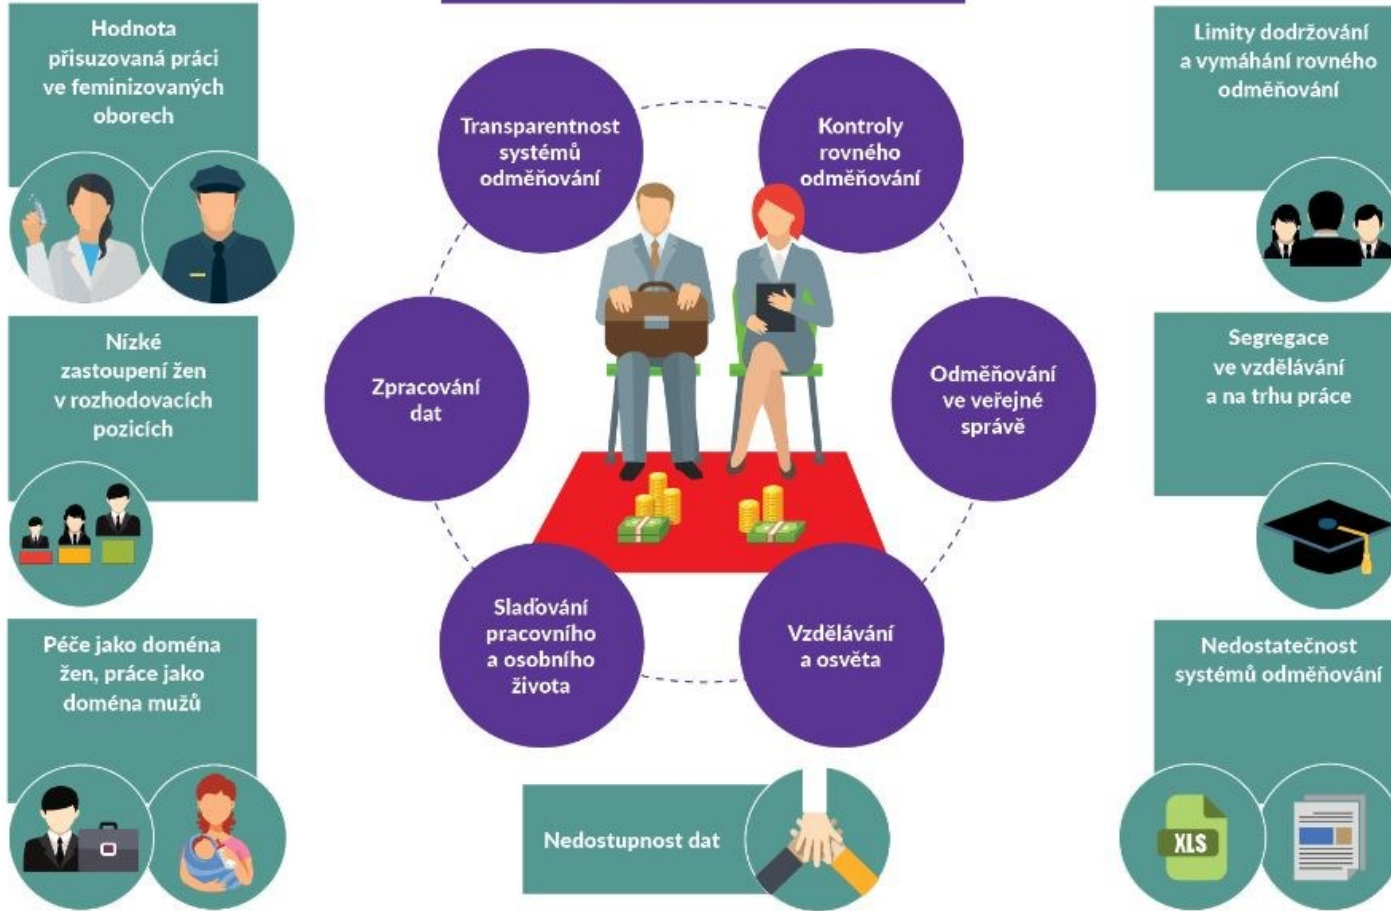 Hodnota
přisuzovaná práci
ve feminizovaných
oborech
Limity dodržování
a vymáhání rovného
odměňování
Transparentnost
systémů
odměňování
Kontroly
rovného
odměňování
Nízké
zastoupení žen
v rozhodovacích
pozicích
Zpracování
dat
Odměňování
ve veřejné
správě
Segregace
ve vzdělávání
a na trhu práce
Péče jako doména
žen, práce jako
doména mužů
Slaďování
pracovního
a osobního
života
Vzdělávání
a osvěta
Nedostatečnost
systémů odměňování
Nedostupnost dat
XLS